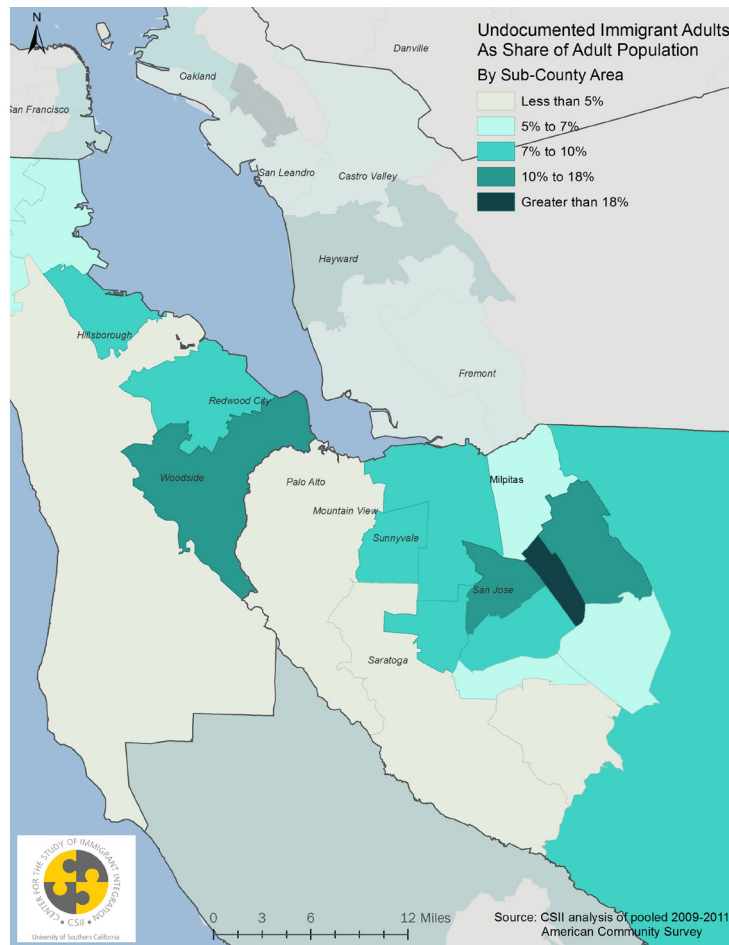 Undocumented Immigrant Adults
As Share of Adult Population
By Sub-County Area
Less than 5%
5% to 7%
7% to 10%
10% to 18%
Greater than 18%
N
Danville
Oakland
San Francisco
San Leandro
Castro Valley
Hayward
Hillsborough
Fremont
Redwood City
Woodside
Palo Alto
Milpitas
Mountain View
Sunnyvale
San Jose
Saratoga
CENTER FOR THE STUDY OF IMMIGRANT INTEGRATION
• CSII •
University of Southern California
0 3 6 12 Miles
Source: CSII analysis of pooled 2009-2011
American Community Survey